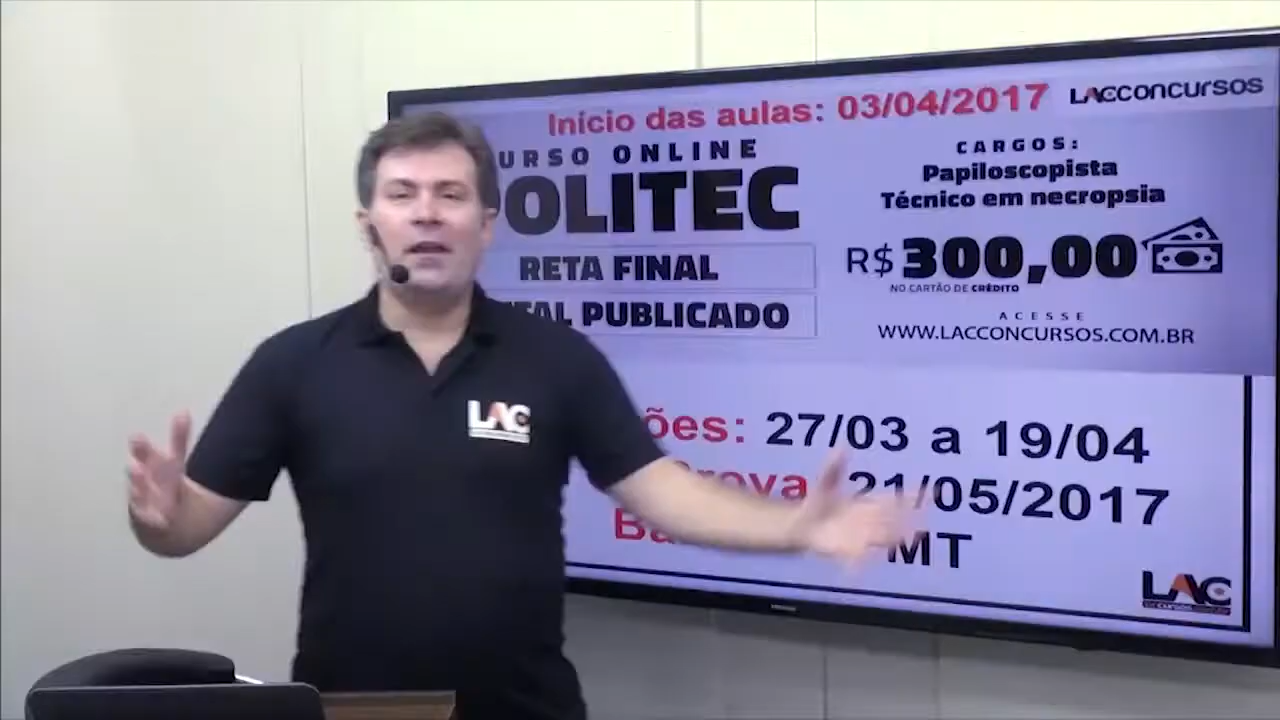 Início das aulas: 03/04/2017
LACCONCURSOS
URSO ONLINE
POLITEC
RETA FINAL
PUBLICADO
CARGOS:
Papiloscopista
Técnico em necropsia
R$ 300,00
NO CARTÃO DE CRÉDITO
ACESSE
WWW.LACCONCURSOS.COM.BR
ões: 27/03 a 19/04
Prova: 21/05/2017
MT
LAC
LAC